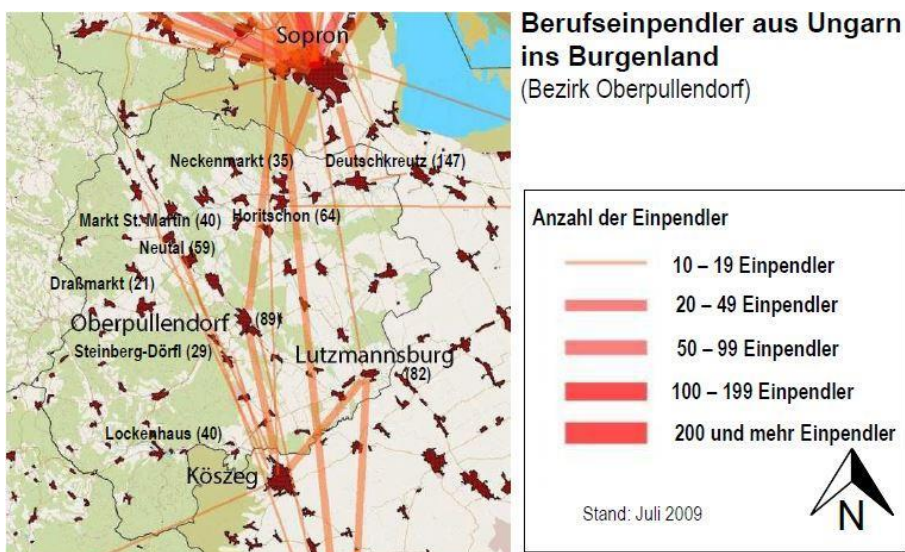 Berufseinpendler aus Ungarn
ins Burgenland
(Bezirk Oberpullendorf)
Sopron
Neckenmarkt (35)
Deutschkreutz (147)
Markt St. Martin (40)
Horitschon (64)
Neutal (59)
Draßmarkt (21)
Oberpullendorf (89)
Steinberg-Dörfl (29)
Lutzmannsburg
(82)
Lockenhaus (40)
Köszeg
Anzahl der Einpendler
10 – 19 Einpendler
20 – 49 Einpendler
50 – 99 Einpendler
100 – 199 Einpendler
200 und mehr Einpendler
Stand: Juli 2009
N